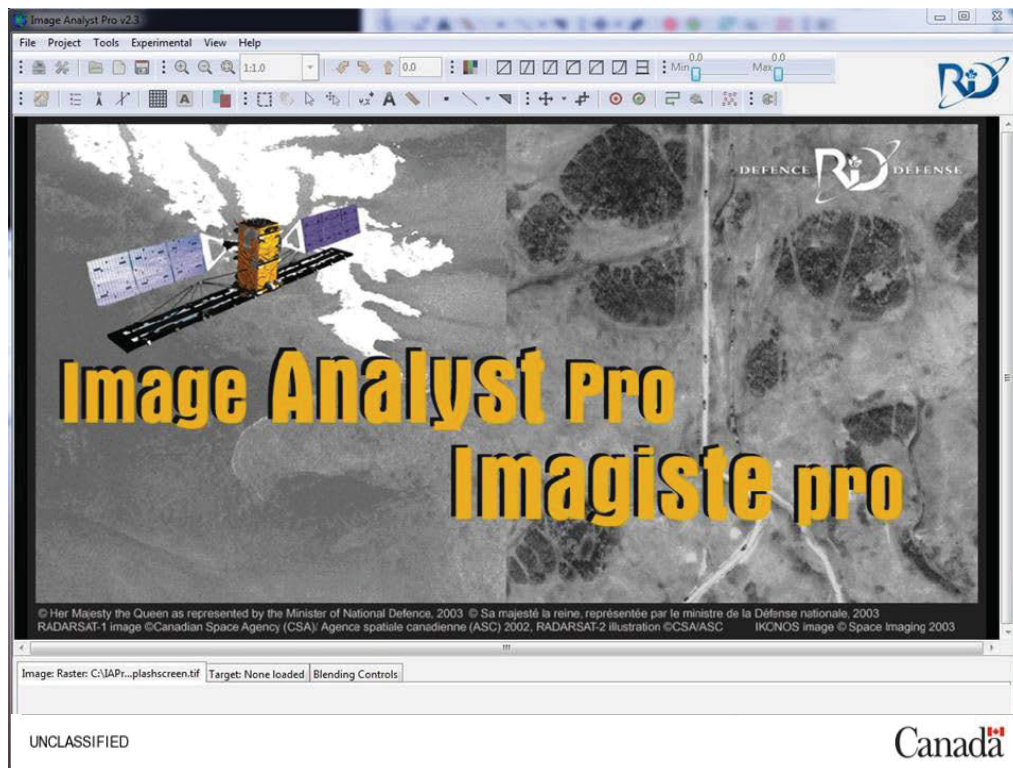 Image Analyst Pro v2.3
File Project Tools Experimental View Help
1:1.0 0.0 Min 0.0 Max 0.0
DEFENCE R&D DÉFENSE
Image Analyst Pro
Imagiste pro
© Her Majesty the Queen as represented by the Minister of National Defence, 2003 © Sa majesté la reine, représentée par le ministre de la Défense nationale, 2003
RADARSAT-1 image ©Canadian Space Agency (CSA)/ Agence spatiale canadienne (ASC) 2002, RADARSAT-2 illustration ©CSA/ASC IKONOS image © Space Imaging 2003
Image: Raster: C:\IAPr...plashscreen.tif Target: None loaded Blending Controls
UNCLASSIFIED
Canada